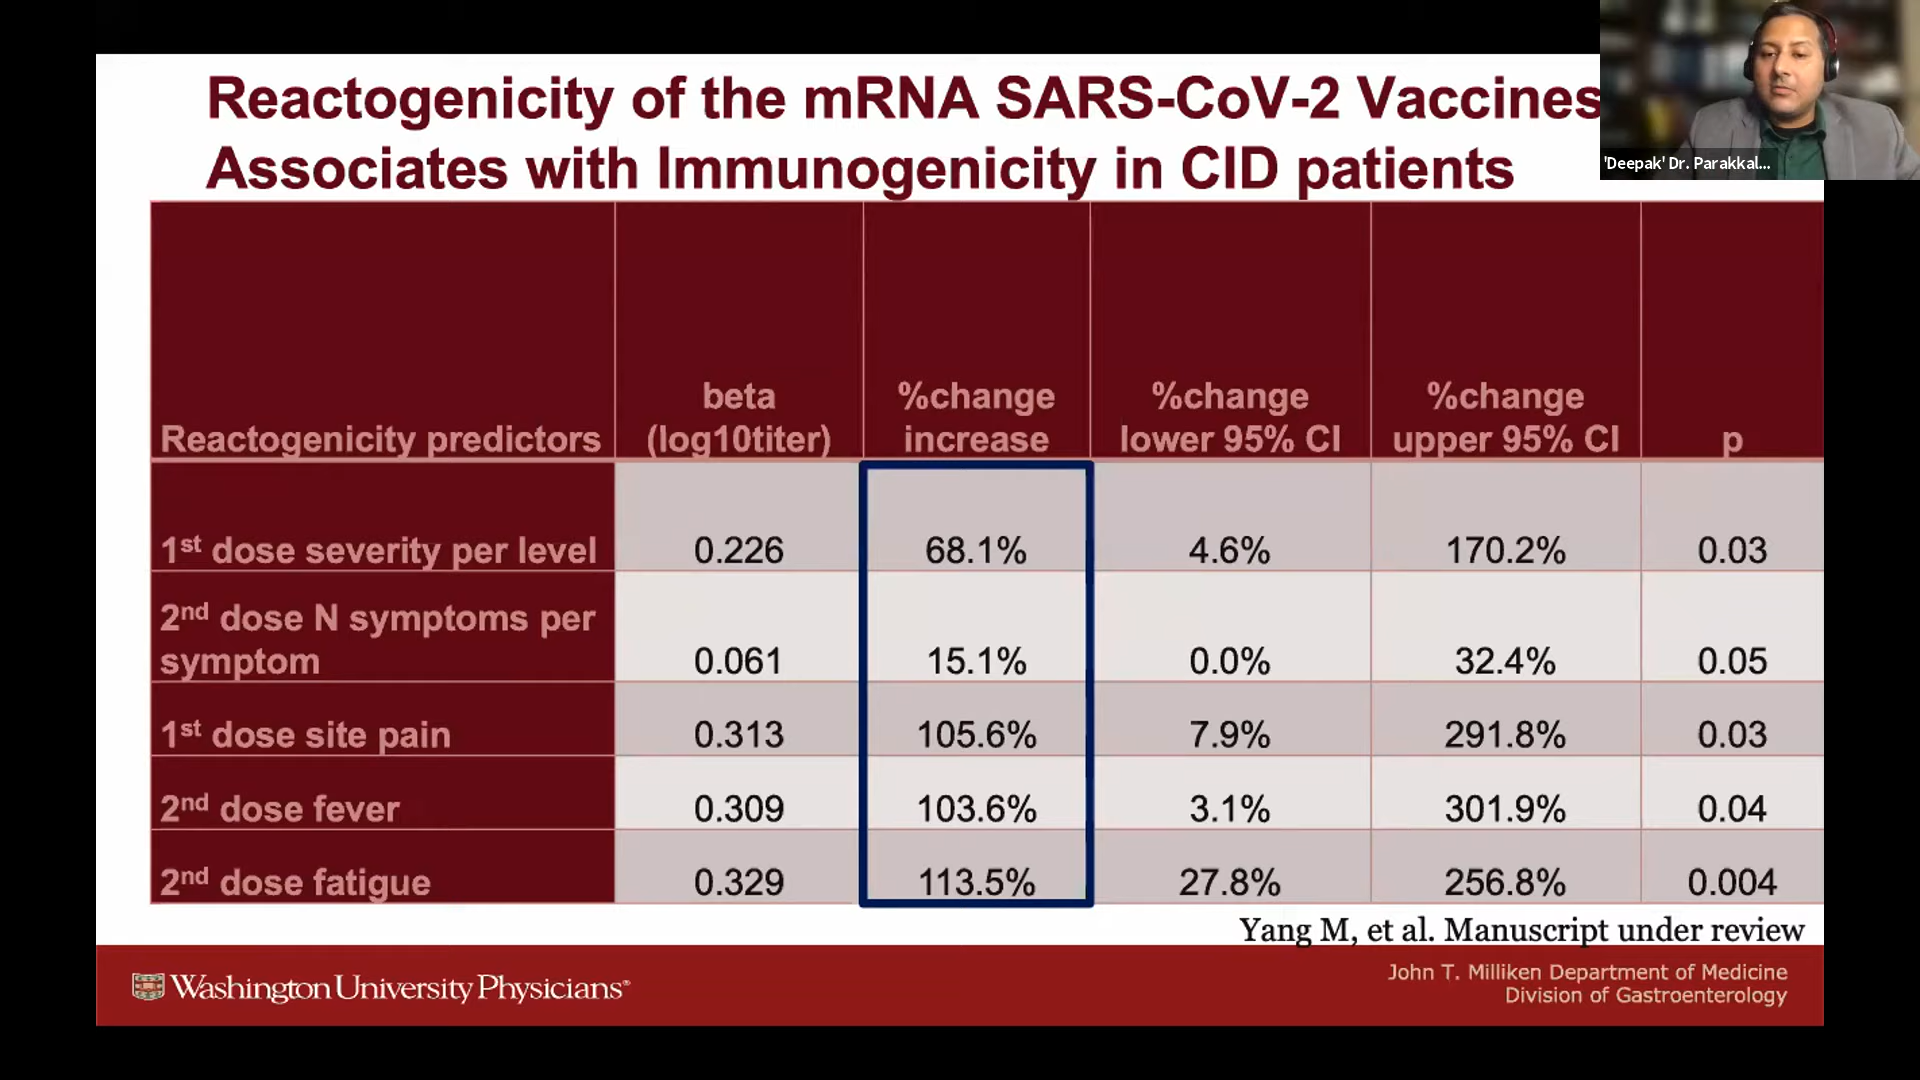 Reactogenicity of the mRNA SARS-CoV-2 Vaccines
Associates with Immunogenicity in CID patients
'Deepak' Dr. Parakkal...
Reactogenicity predictors beta (log10titer) %change increase %change lower 95% CI %change upper 95% CI p
1st dose severity per level 0.226 68.1% 4.6% 170.2% 0.03
2nd dose N symptoms per symptom 0.061 15.1% 0.0% 32.4% 0.05
1st dose site pain 0.313 105.6% 7.9% 291.8% 0.03
2nd dose fever 0.309 103.6% 3.1% 301.9% 0.04
2nd dose fatigue 0.329 113.5% 27.8% 256.8% 0.004
Yang M, et al. Manuscript under review
Washington University Physicians®
John T. Milliken Department of Medicine
Division of Gastroenterology